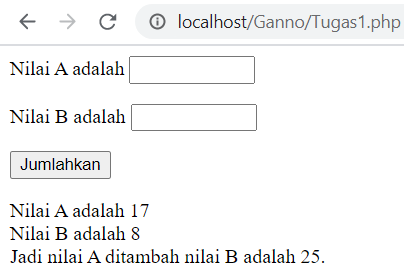 localhost/Ganno/Tugas1.php
Nilai A adalah
Nilai B adalah
Jumlahkan
Nilai A adalah 17
Nilai B adalah 8
Jadi nilai A ditambah nilai B adalah 25.